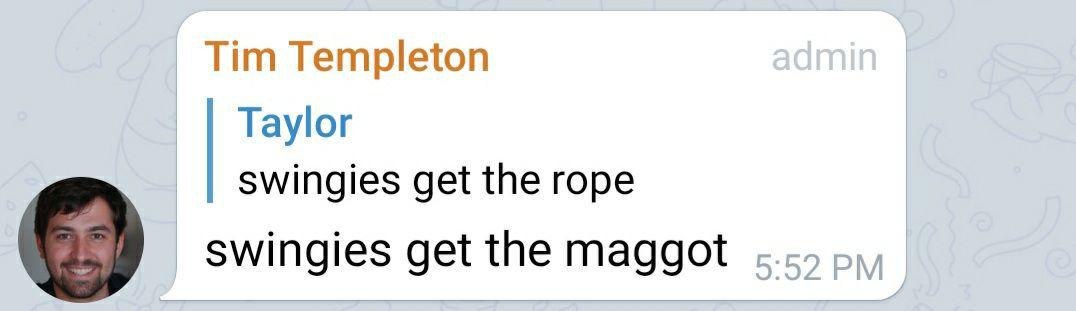 Tim Templeton admin
Taylor
swingies get the rope
swingies get the maggot 5:52 PM